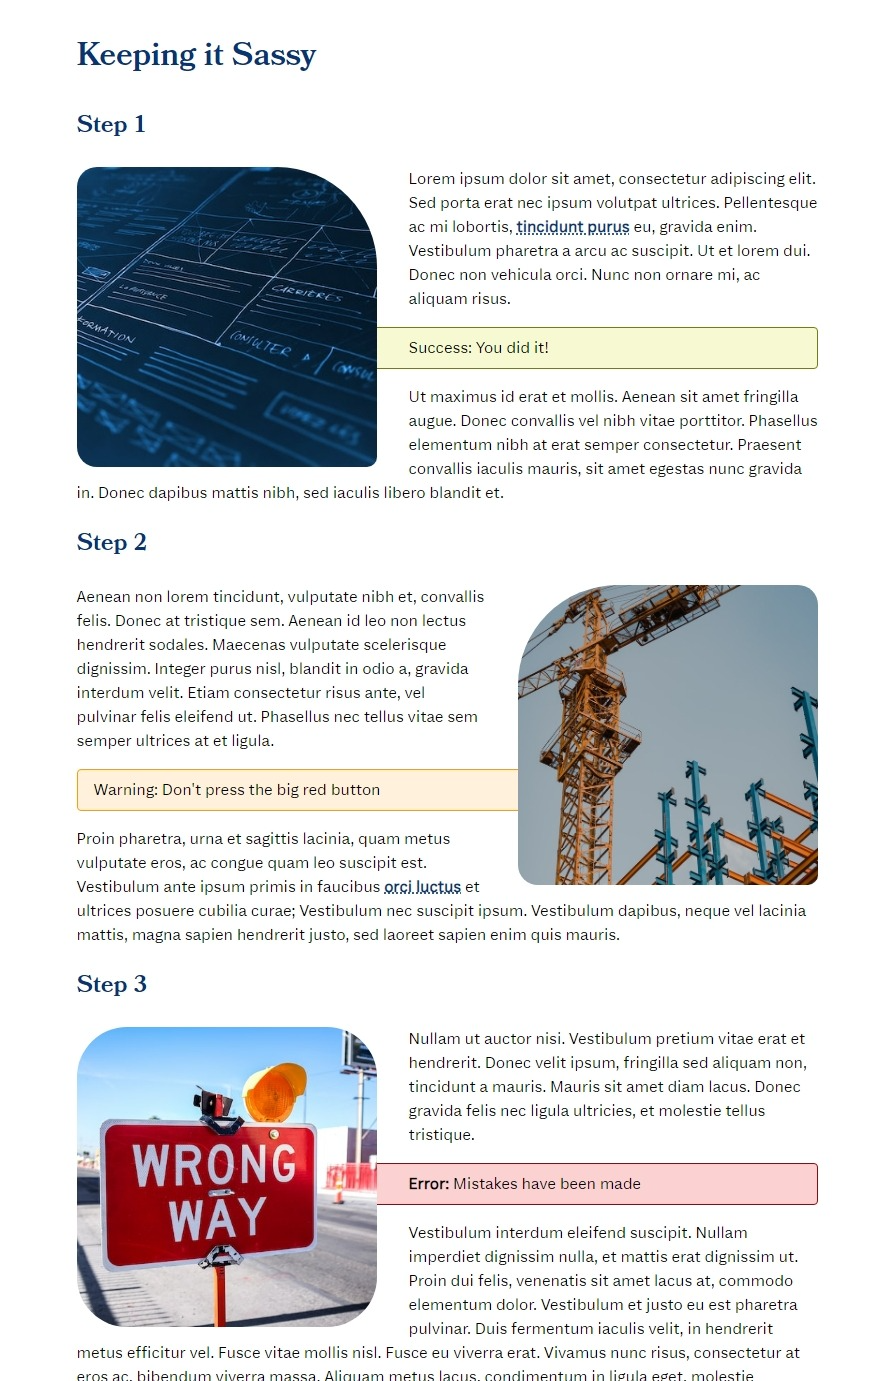 Keeping it Sassy
Step 1
CARRIÈRES
FORMATION
CONSULTER
Lorem ipsum dolor sit amet, consectetur adipiscing elit.
Sed porta erat nec ipsum volutpat ultrices. Pellentesque
ac mi lobortis, tincidunt purus eu, gravida enim.
Vestibulum pharetra a arcu ac suscipit. Ut et lorem dui.
Donec non vehicula orci. Nunc non ornare mi, ac
aliquam risus.
Success: You did it!
Ut maximus id erat et mollis. Aenean sit amet fringilla
augue. Donec convallis vel nibh vitae porttitor. Phasellus
elementum nibh at erat semper consectetur. Praesent
convallis iaculis mauris, sit amet egestas nunc gravida
in. Donec dapibus mattis nibh, sed iaculis libero blandit et.
Step 2
Aenean non lorem tincidunt, vulputate nibh et, convallis
felis. Donec at tristique sem. Aenean id leo non lectus
hendrerit sodales. Maecenas vulputate scelerisque
dignissim. Integer purus nisl, blandit in odio a, gravida
interdum velit. Etiam consectetur risus ante, vel
pulvinar felis eleifend ut. Phasellus nec tellus vitae sem
semper ultrices at et ligula.
Warning: Don't press the big red button
Proin pharetra, urna et sagittis lacinia, quam metus
vulputate eros, ac congue quam leo suscipit est.
Vestibulum ante ipsum primis in faucibus orci luctus et
ultrices posuere cubilia curae; Vestibulum nec suscipit ipsum. Vestibulum dapibus, neque vel lacinia
mattis, magna sapien hendrerit justo, sed laoreet sapien enim quis mauris.
Step 3
WRONG
WAY
Nullam ut auctor nisi. Vestibulum pretium vitae erat et
hendrerit. Donec velit ipsum, fringilla sed aliquam non,
tincidunt a mauris. Mauris sit amet diam lacus. Donec
gravida felis nec ligula ultricies, et molestie tellus
tristique.
Error: Mistakes have been made
Vestibulum interdum eleifend suscipit. Nullam
imperdiet dignissim nulla, et mattis erat dignissim ut.
Proin dui felis, venenatis sit amet lacus at, commodo
elementum dolor. Vestibulum et justo eu est pharetra
pulvinar. Duis fermentum iaculis velit, in hendrerit
metus efficitur vel. Fusce vitae mollis nisl. Fusce eu viverra erat. Vivamus nunc risus, consectetur at
eros ac, bibendum viverra massa. Aliquam metus lacus, condimentum in ligula eget, molestie